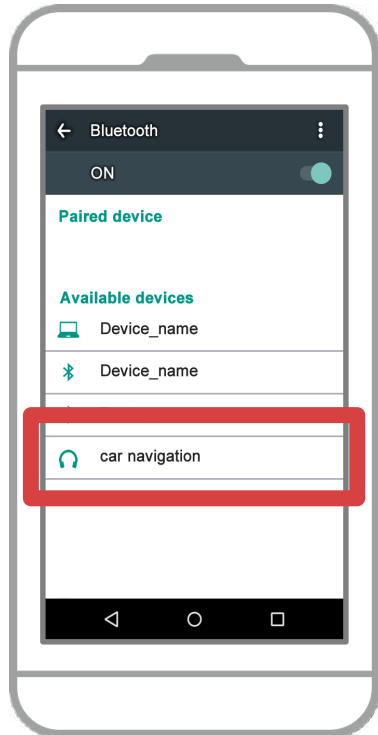 Bluetooth
ON
Paired device
Available devices
Device_name
Device_name
car navigation